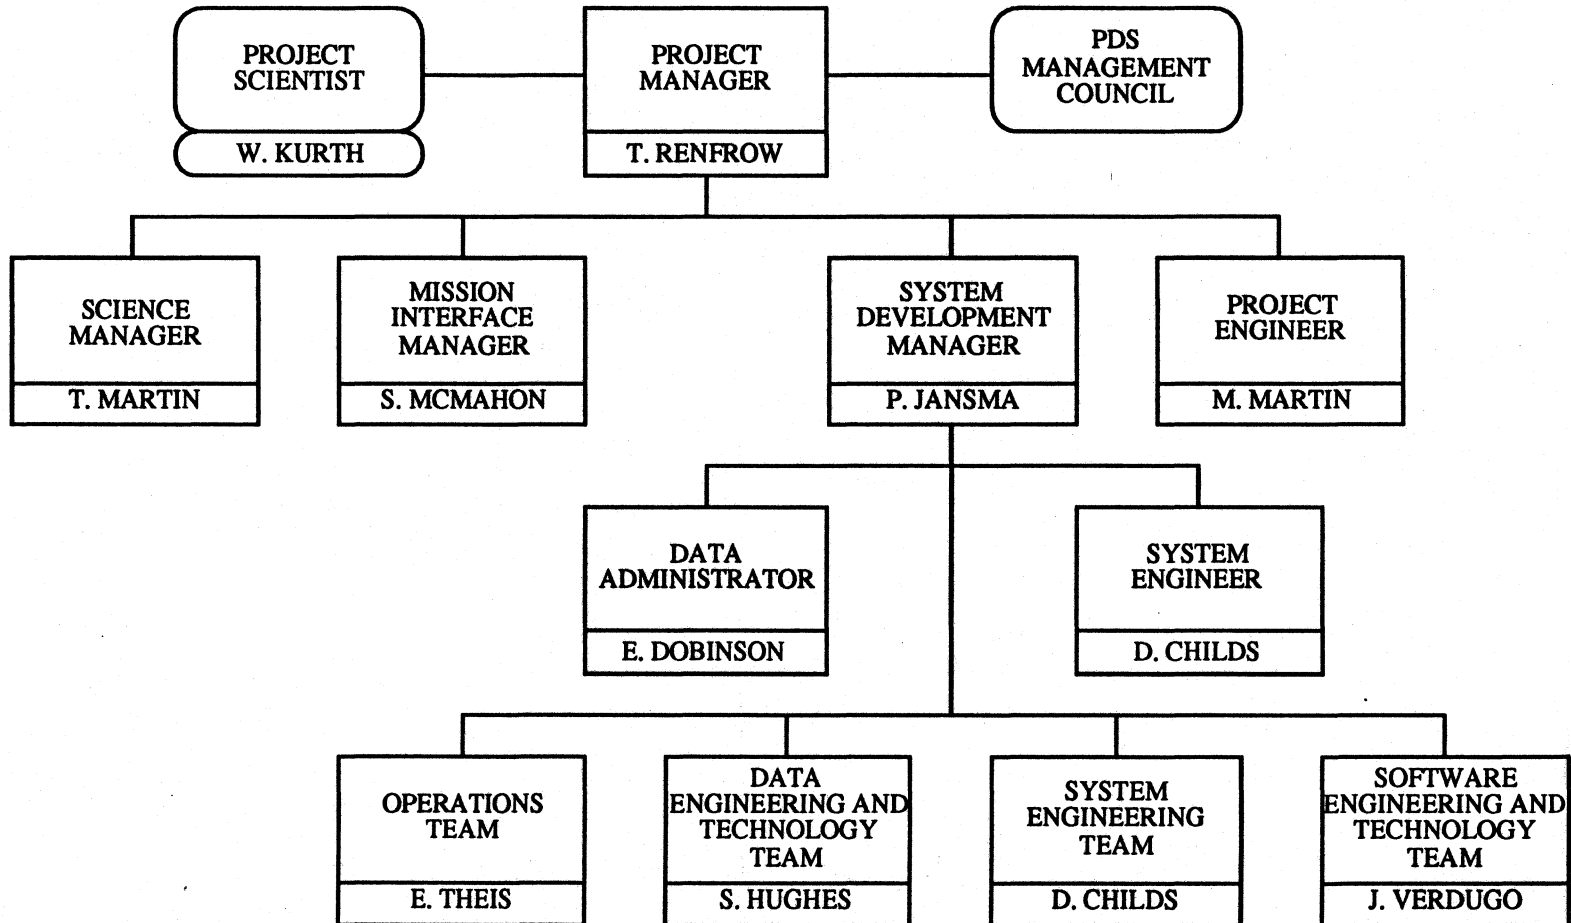 PROJECT
SCIENTIST
W. KURTH
PROJECT
MANAGER
T. RENFROW
PDS
MANAGEMENT
COUNCIL
SCIENCE
MANAGER
T. MARTIN
MISSION
INTERFACE
MANAGER
S. MCMAHON
SYSTEM
DEVELOPMENT
MANAGER
P. JANSMA
PROJECT
ENGINEER
M. MARTIN
DATA
ADMINISTRATOR
E. DOBINSON
SYSTEM
ENGINEER
D. CHILDS
OPERATIONS
TEAM
E. THEIS
DATA
ENGINEERING AND
TECHNOLOGY
TEAM
S. HUGHES
SYSTEM
ENGINEERING
TEAM
D. CHILDS
SOFTWARE
ENGINEERING AND
TECHNOLOGY
TEAM
J. VERDUGO